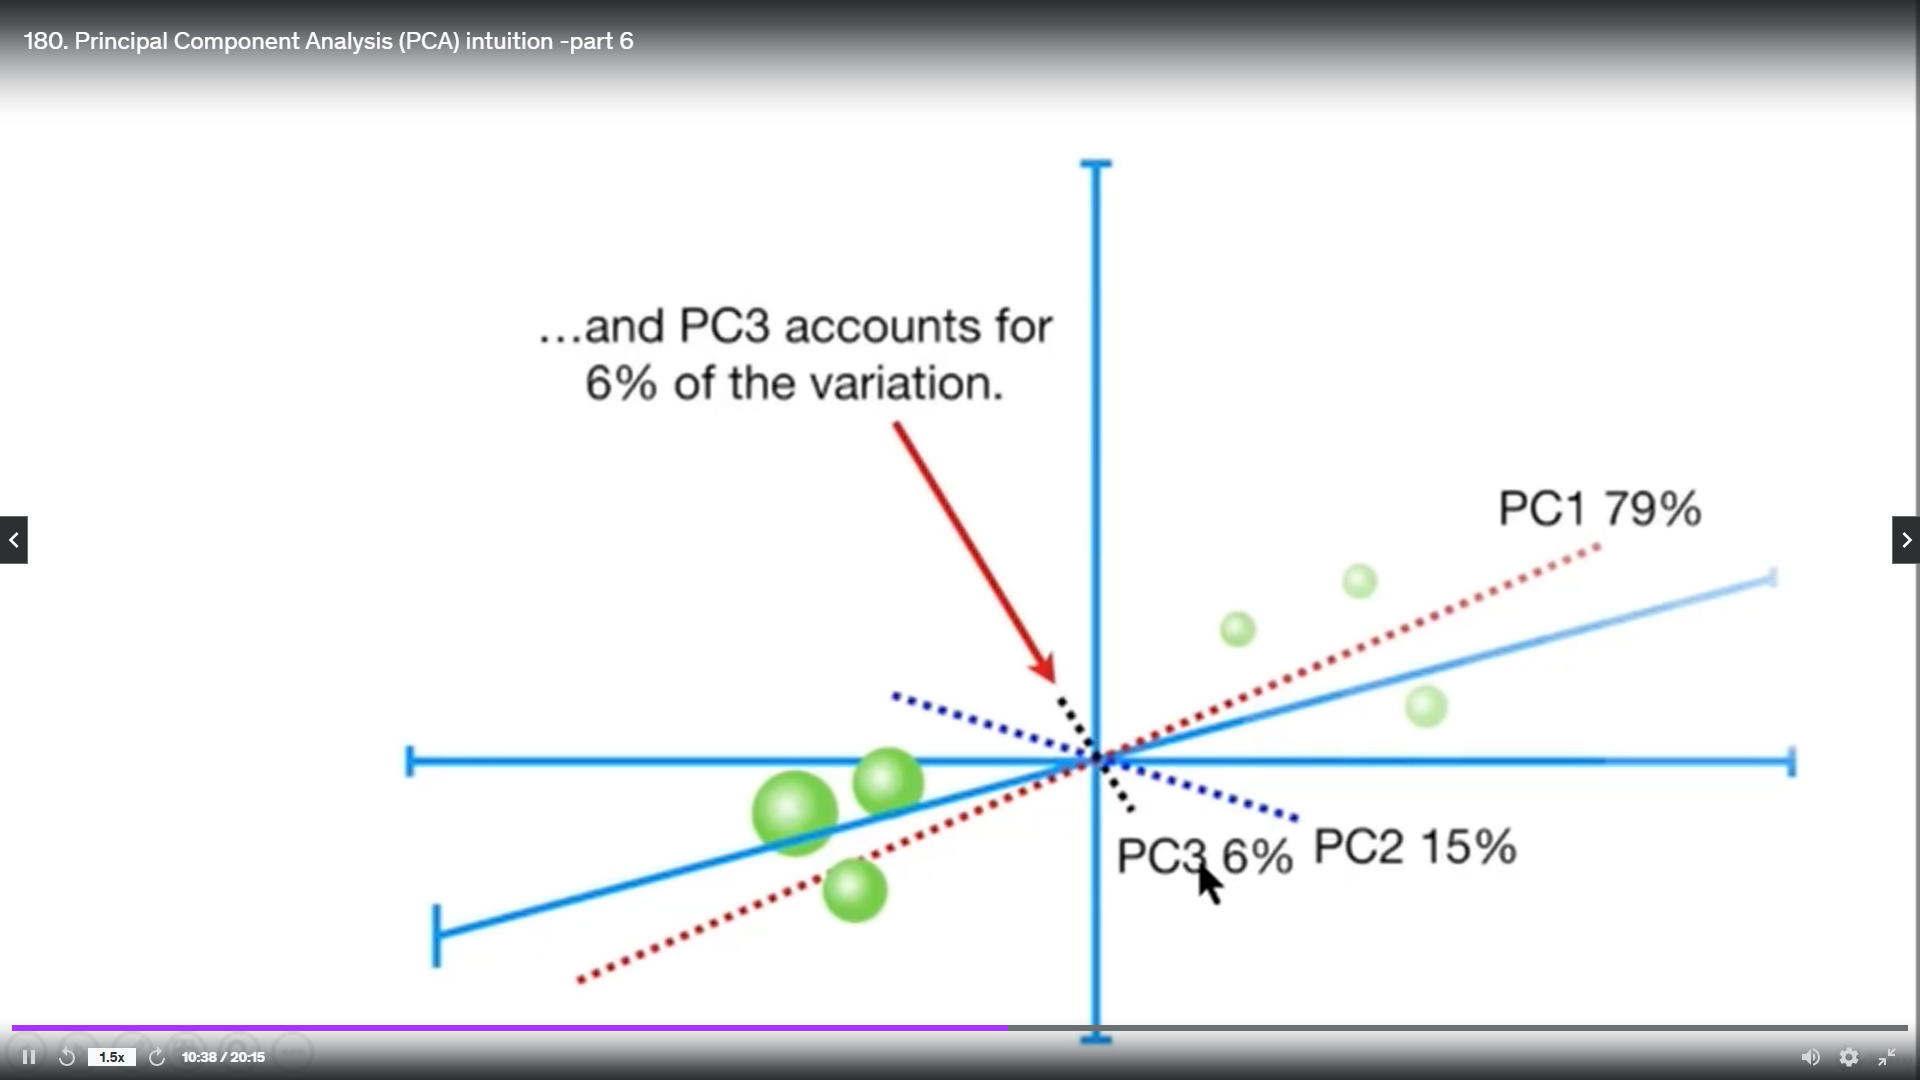 180. Principal Component Analysis (PCA) intuition -part 6
...and PC3 accounts for
6% of the variation.
PC1 79%
PC3 6%
PC2 15%
1.5x
10:38 / 20:15